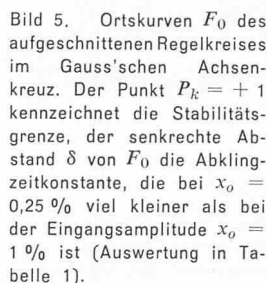 Bild 5. Ortskurven F₀ des
aufgeschnittenen Regelkreises
im Gauss'schen Achsen-
kreuz. Der Punkt Pₖ = + 1
kennzeichnet die Stabilitäts-
grenze, der senkrechte Ab-
stand δ von F₀ die Abkling-
zeitkonstante, die bei xₒ =
0,25 % viel kleiner als bei
der Eingangsamplitude xₒ =
1 % ist (Auswertung in Ta-
belle 1).